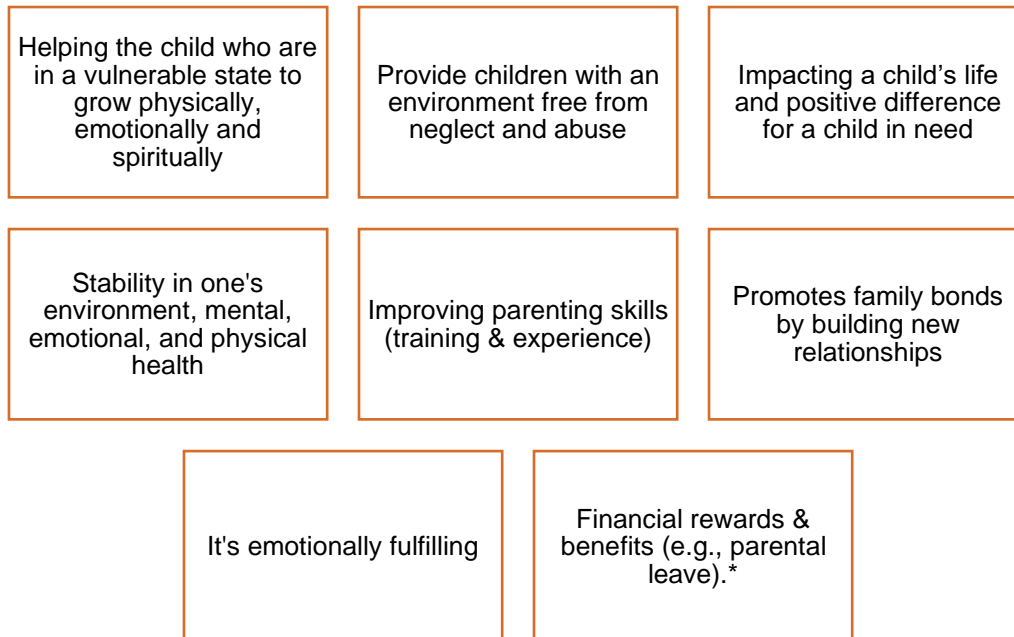 Helping the child who are
in a vulnerable state to
grow physically,
emotionally and
spiritually
Provide children with an
environment free from
neglect and abuse
Impacting a child’s life
and positive difference
for a child in need
Stability in one's
environment, mental,
emotional, and physical
health
Improving parenting skills
(training & experience)
Promotes family bonds
by building new
relationships
It's emotionally fulfilling
Financial rewards &
benefits (e.g., parental
leave).*